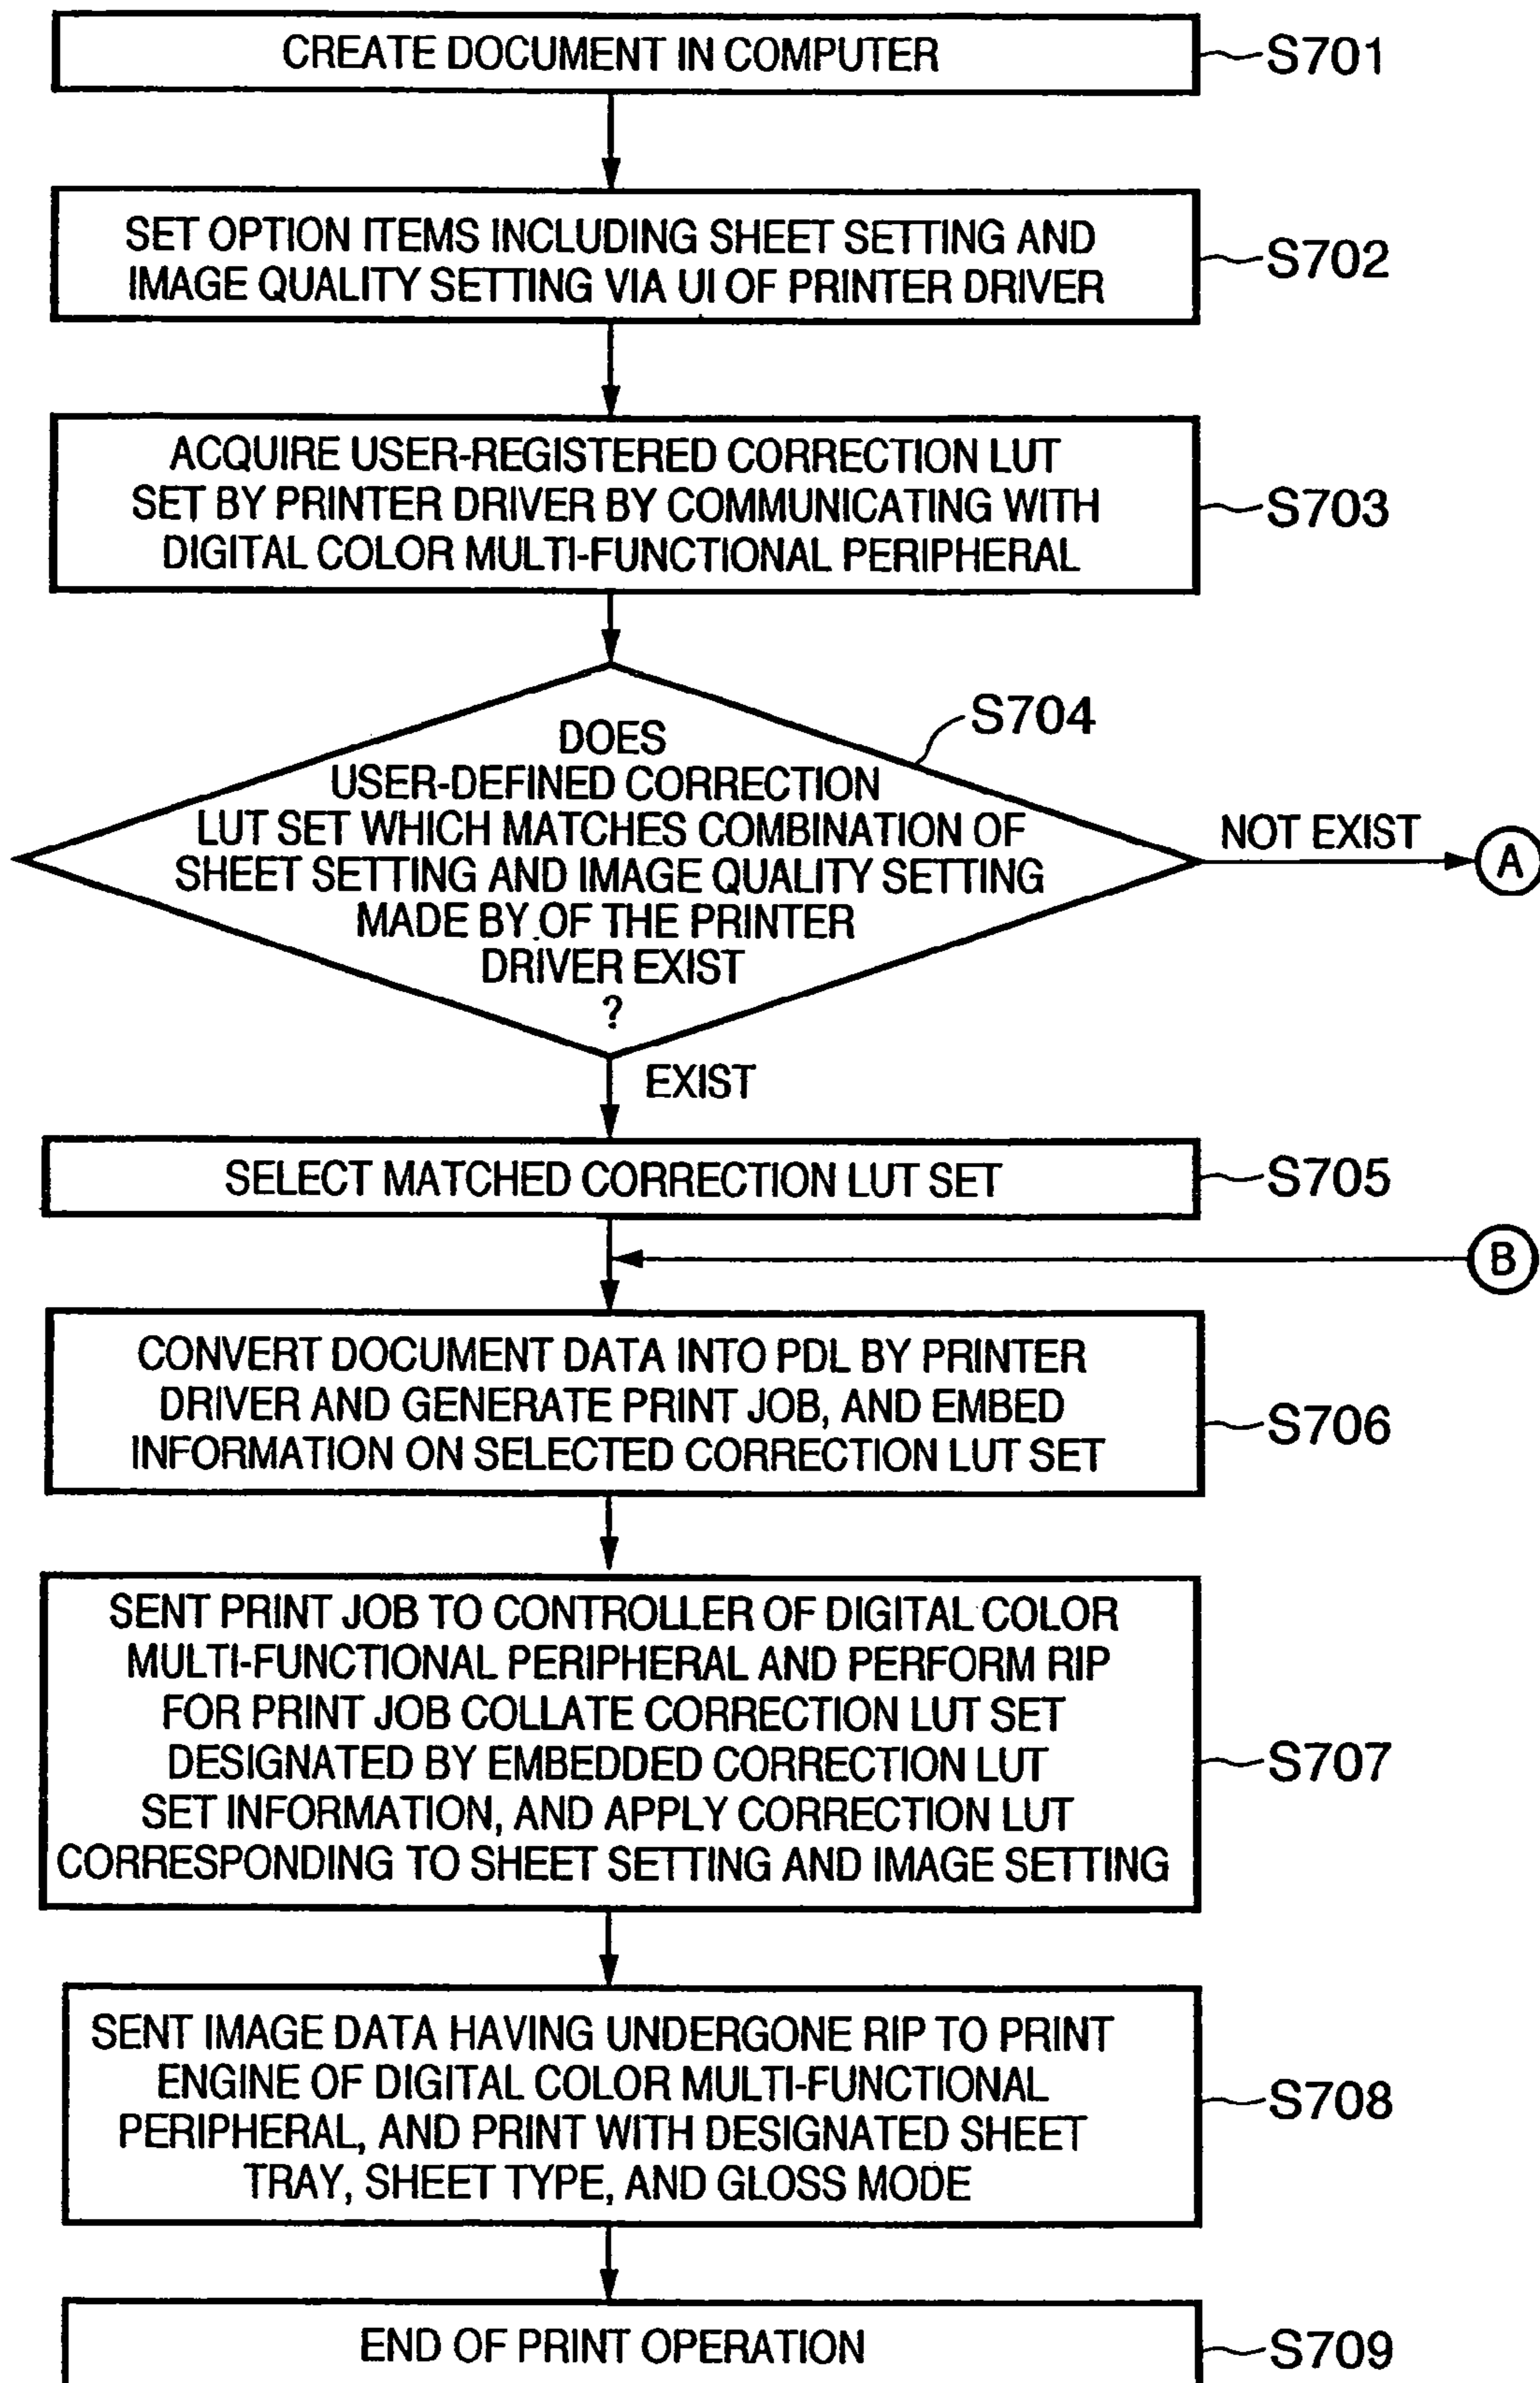 CREATE DOCUMENT IN COMPUTER
S701
SET OPTION ITEMS INCLUDING SHEET SETTING AND
IMAGE QUALITY SETTING VIA UI OF PRINTER DRIVER
S702
ACQUIRE USER-REGISTERED CORRECTION LUT
SET BY PRINTER DRIVER BY COMMUNICATING WITH
DIGITAL COLOR MULTI-FUNCTIONAL PERIPHERAL
S703
S704
DOES
USER-DEFINED CORRECTION
LUT SET WHICH MATCHES COMBINATION OF
SHEET SETTING AND IMAGE QUALITY SETTING
MADE BY OF THE PRINTER
DRIVER EXIST
?
NOT EXIST
A
EXIST
SELECT MATCHED CORRECTION LUT SET
S705
B
CONVERT DOCUMENT DATA INTO PDL BY PRINTER
DRIVER AND GENERATE PRINT JOB, AND EMBED
INFORMATION ON SELECTED CORRECTION LUT SET
S706
SENT PRINT JOB TO CONTROLLER OF DIGITAL COLOR
MULTI-FUNCTIONAL PERIPHERAL AND PERFORM RIP
FOR PRINT JOB COLLATE CORRECTION LUT SET
DESIGNATED BY EMBEDDED CORRECTION LUT
SET INFORMATION, AND APPLY CORRECTION LUT
CORRESPONDING TO SHEET SETTING AND IMAGE SETTING
S707
SENT IMAGE DATA HAVING UNDERGONE RIP TO PRINT
ENGINE OF DIGITAL COLOR MULTI-FUNCTIONAL
PERIPHERAL, AND PRINT WITH DESIGNATED SHEET
TRAY, SHEET TYPE, AND GLOSS MODE
S708
END OF PRINT OPERATION
S709